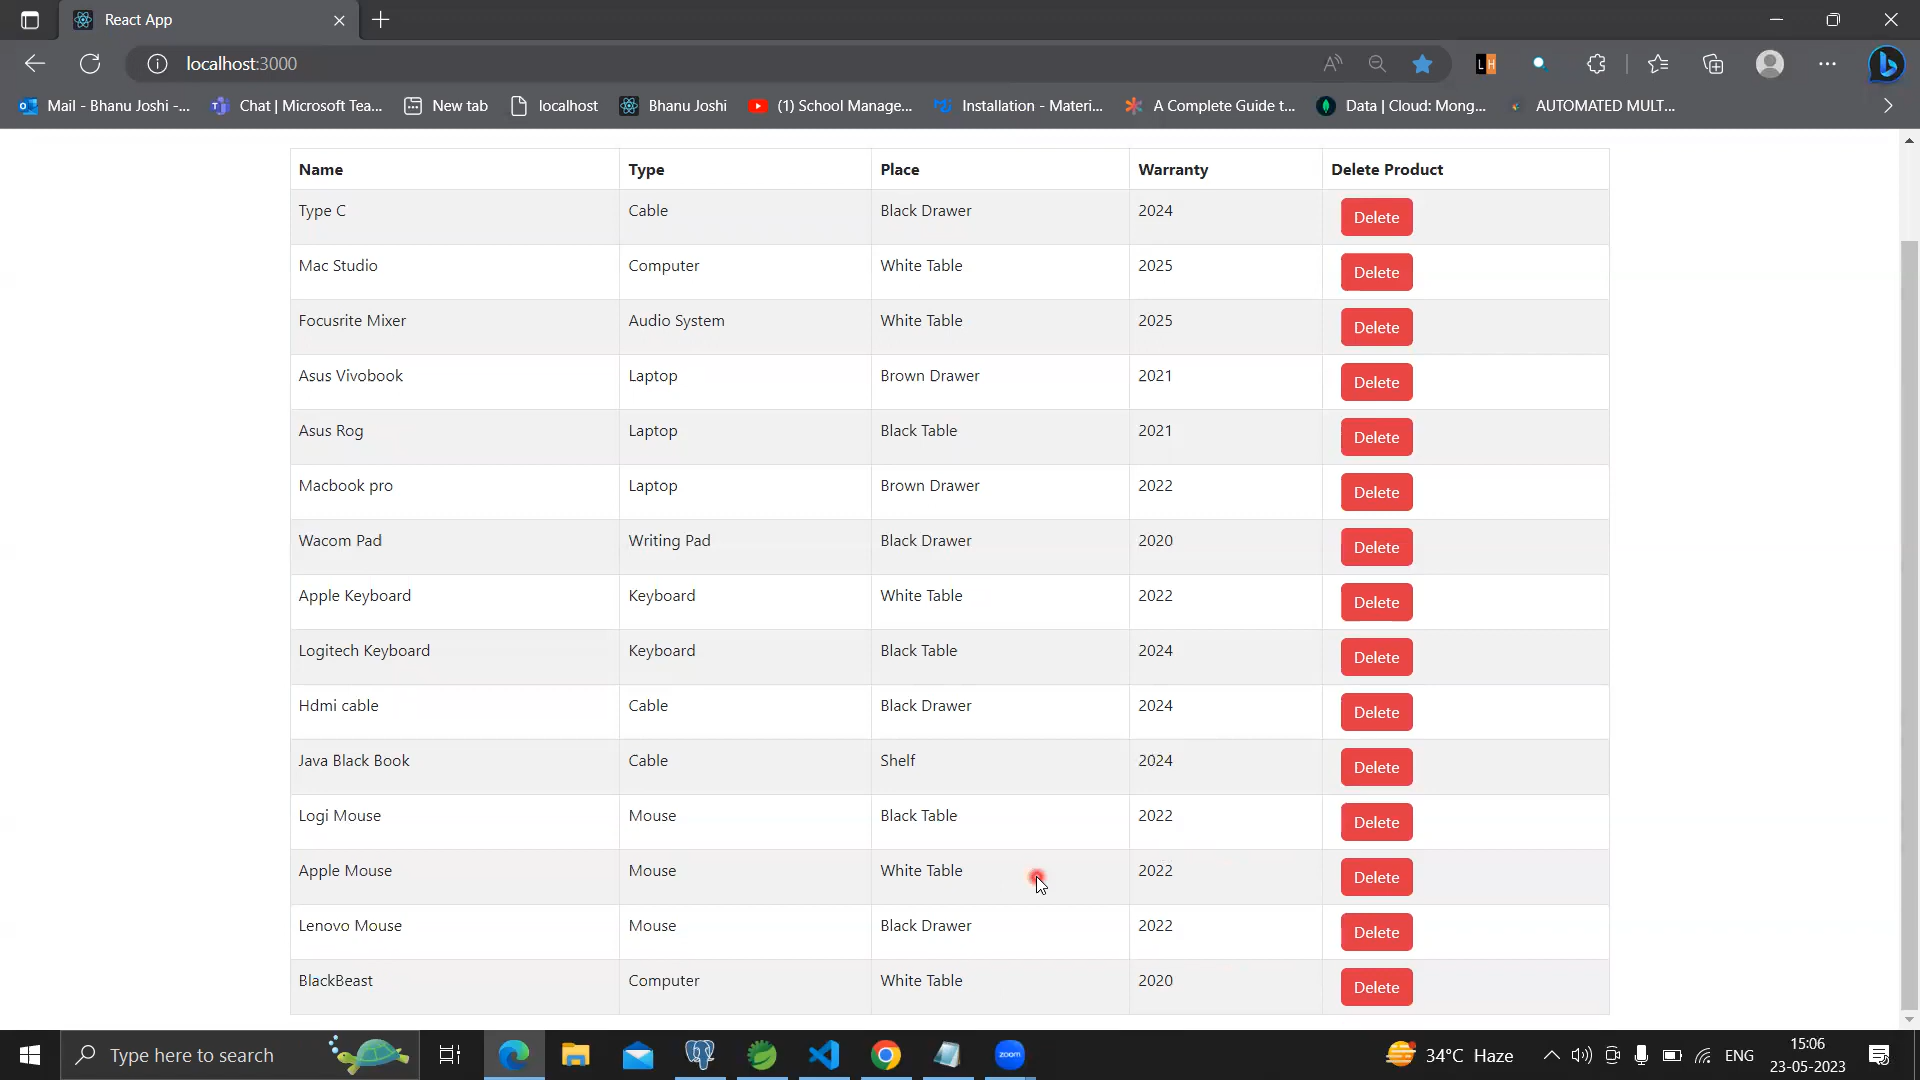 React App
localhost:3000
LH
Mail - Bhanu Joshi -...
Chat | Microsoft Tea...
New tab
localhost
Bhanu Joshi
(1) School Manage...
Installation - Materi...
A Complete Guide t...
Data | Cloud: Mong...
AUTOMATED MULT...
Name Type Place Warranty Delete Product
Type C Cable Black Drawer 2024 Delete
Mac Studio Computer White Table 2025 Delete
Focusrite Mixer Audio System White Table 2025 Delete
Asus Vivobook Laptop Brown Drawer 2021 Delete
Asus Rog Laptop Black Table 2021 Delete
Macbook pro Laptop Brown Drawer 2022 Delete
Wacom Pad Writing Pad Black Drawer 2020 Delete
Apple Keyboard Keyboard White Table 2022 Delete
Logitech Keyboard Keyboard Black Table 2024 Delete
Hdmi cable Cable Black Drawer 2024 Delete
Java Black Book Cable Shelf 2024 Delete
Logi Mouse Mouse Black Table 2022 Delete
Apple Mouse Mouse White Table 2022 Delete
Lenovo Mouse Mouse Black Drawer 2022 Delete
BlackBeast Computer White Table 2020 Delete
Type here to search
zoom
34°C Haze
ENG
15:06
23-05-2023